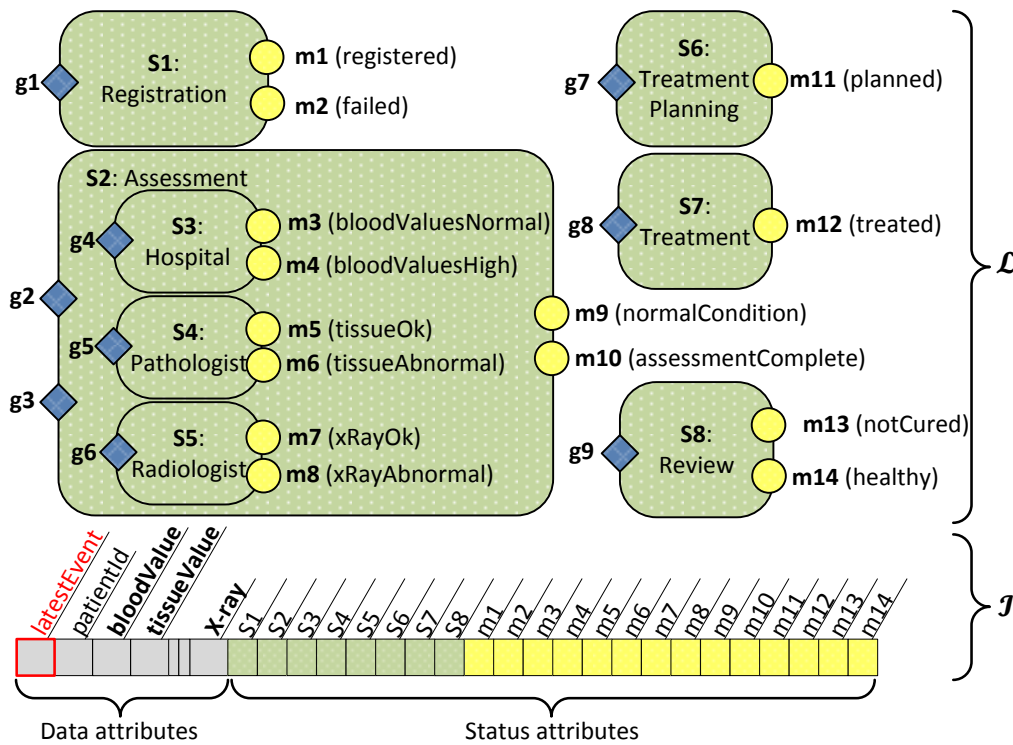 g1
S1:
Registration
m1 (registered)
m2 (failed)
g7
S6:
Treatment
Planning
m11 (planned)
S2: Assessment
g2
g3
g4
S3:
Hospital
m3 (bloodValuesNormal)
m4 (bloodValuesHigh)
g5
S4:
Pathologist
m5 (tissueOk)
m6 (tissueAbnormal)
g6
S5:
Radiologist
m7 (xRayOk)
m8 (xRayAbnormal)
m9 (normalCondition)
m10 (assessmentComplete)
g8
S7:
Treatment
m12 (treated)
g9
S8:
Review
m13 (notCured)
m14 (healthy)
ℒ
latestEvent
patientId
bloodValue
tissueValue
X-ray
S1
S2
S3
S4
S5
S6
S7
S8
m1
m2
m3
m4
m5
m6
m7
m8
m9
m10
m11
m12
m13
m14
Data attributes
Status attributes